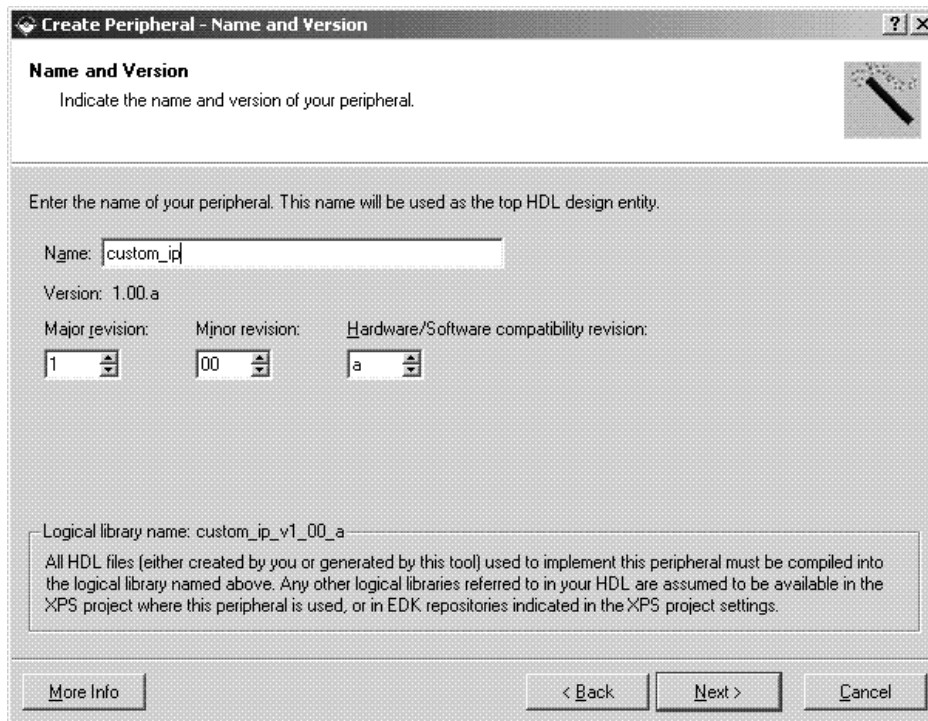 Create Peripheral - Name and Version
Name and Version
Indicate the name and version of your peripheral.
Enter the name of your peripheral. This name will be used as the top HDL design entity.
Name: custom_ip
Version: 1.00.a
Major revision: Minor revision: Hardware/Software compatibility revision:
1 00 a
Logical library name: custom_ip_v1_00_a
All HDL files (either created by you or generated by this tool) used to implement this peripheral must be compiled into
the logical library named above. Any other logical libraries referred to in your HDL are assumed to be available in the
XPS project where this peripheral is used, or in EDK repositories indicated in the XPS project settings.
More Info < Back Next > Cancel